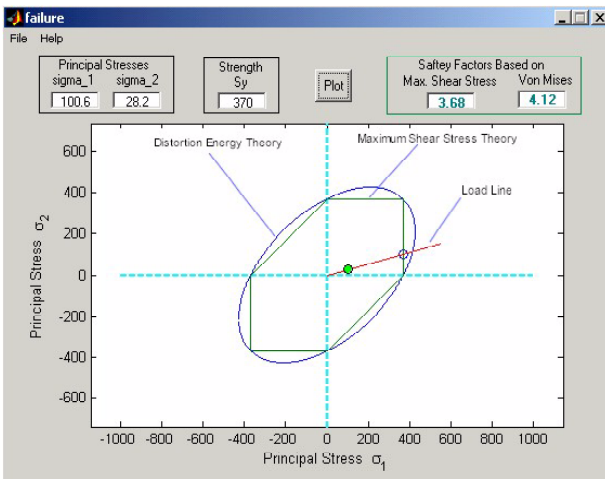 failure
File Help
Principal Stresses
sigma_1 sigma_2
100.6 28.2
Strength
Sy
370
Plot
Saftey Factors Based on
Max. Shear Stress Von Mises
3.68 4.12
Distortion Energy Theory
Maximum Shear Stress Theory
Load Line
Principal Stress σ2
600
400
200
0
-200
-400
-600
-1000 -800 -600 -400 -200 0 200 400 600 800 1000
Principal Stress σ1